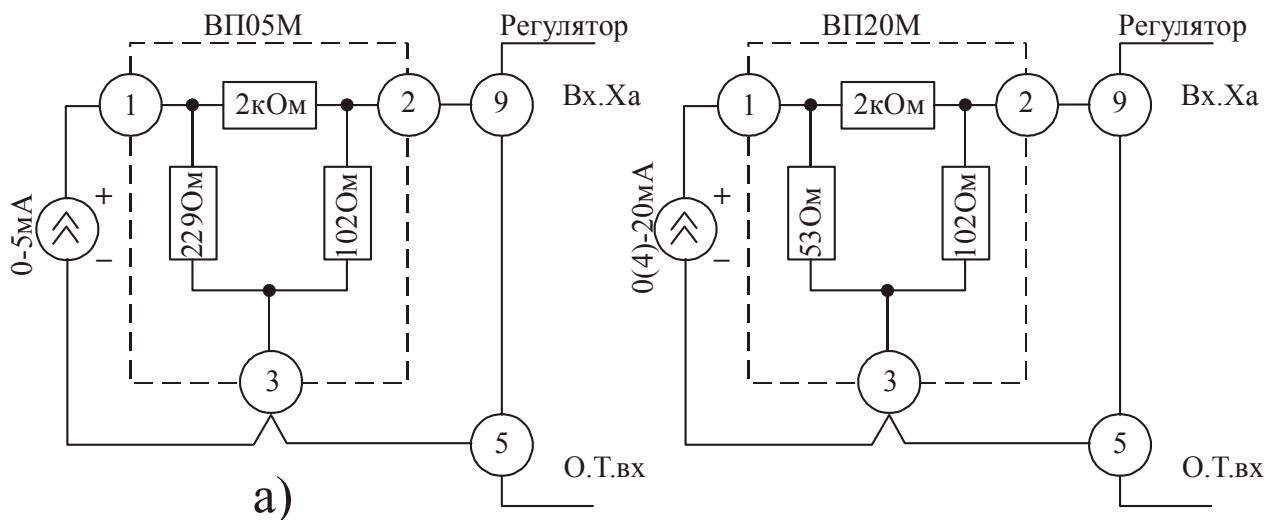 ВП05М
Регулятор
1
2кОм
2
9
Вх.Ха
229Ом
102Ом
0-5мА
+
−
3
5
О.Т.вх
а)
ВП20М
Регулятор
1
2кОм
2
9
Вх.Ха
53Ом
102Ом
0(4)-20мА
+
−
3
5
О.Т.вх